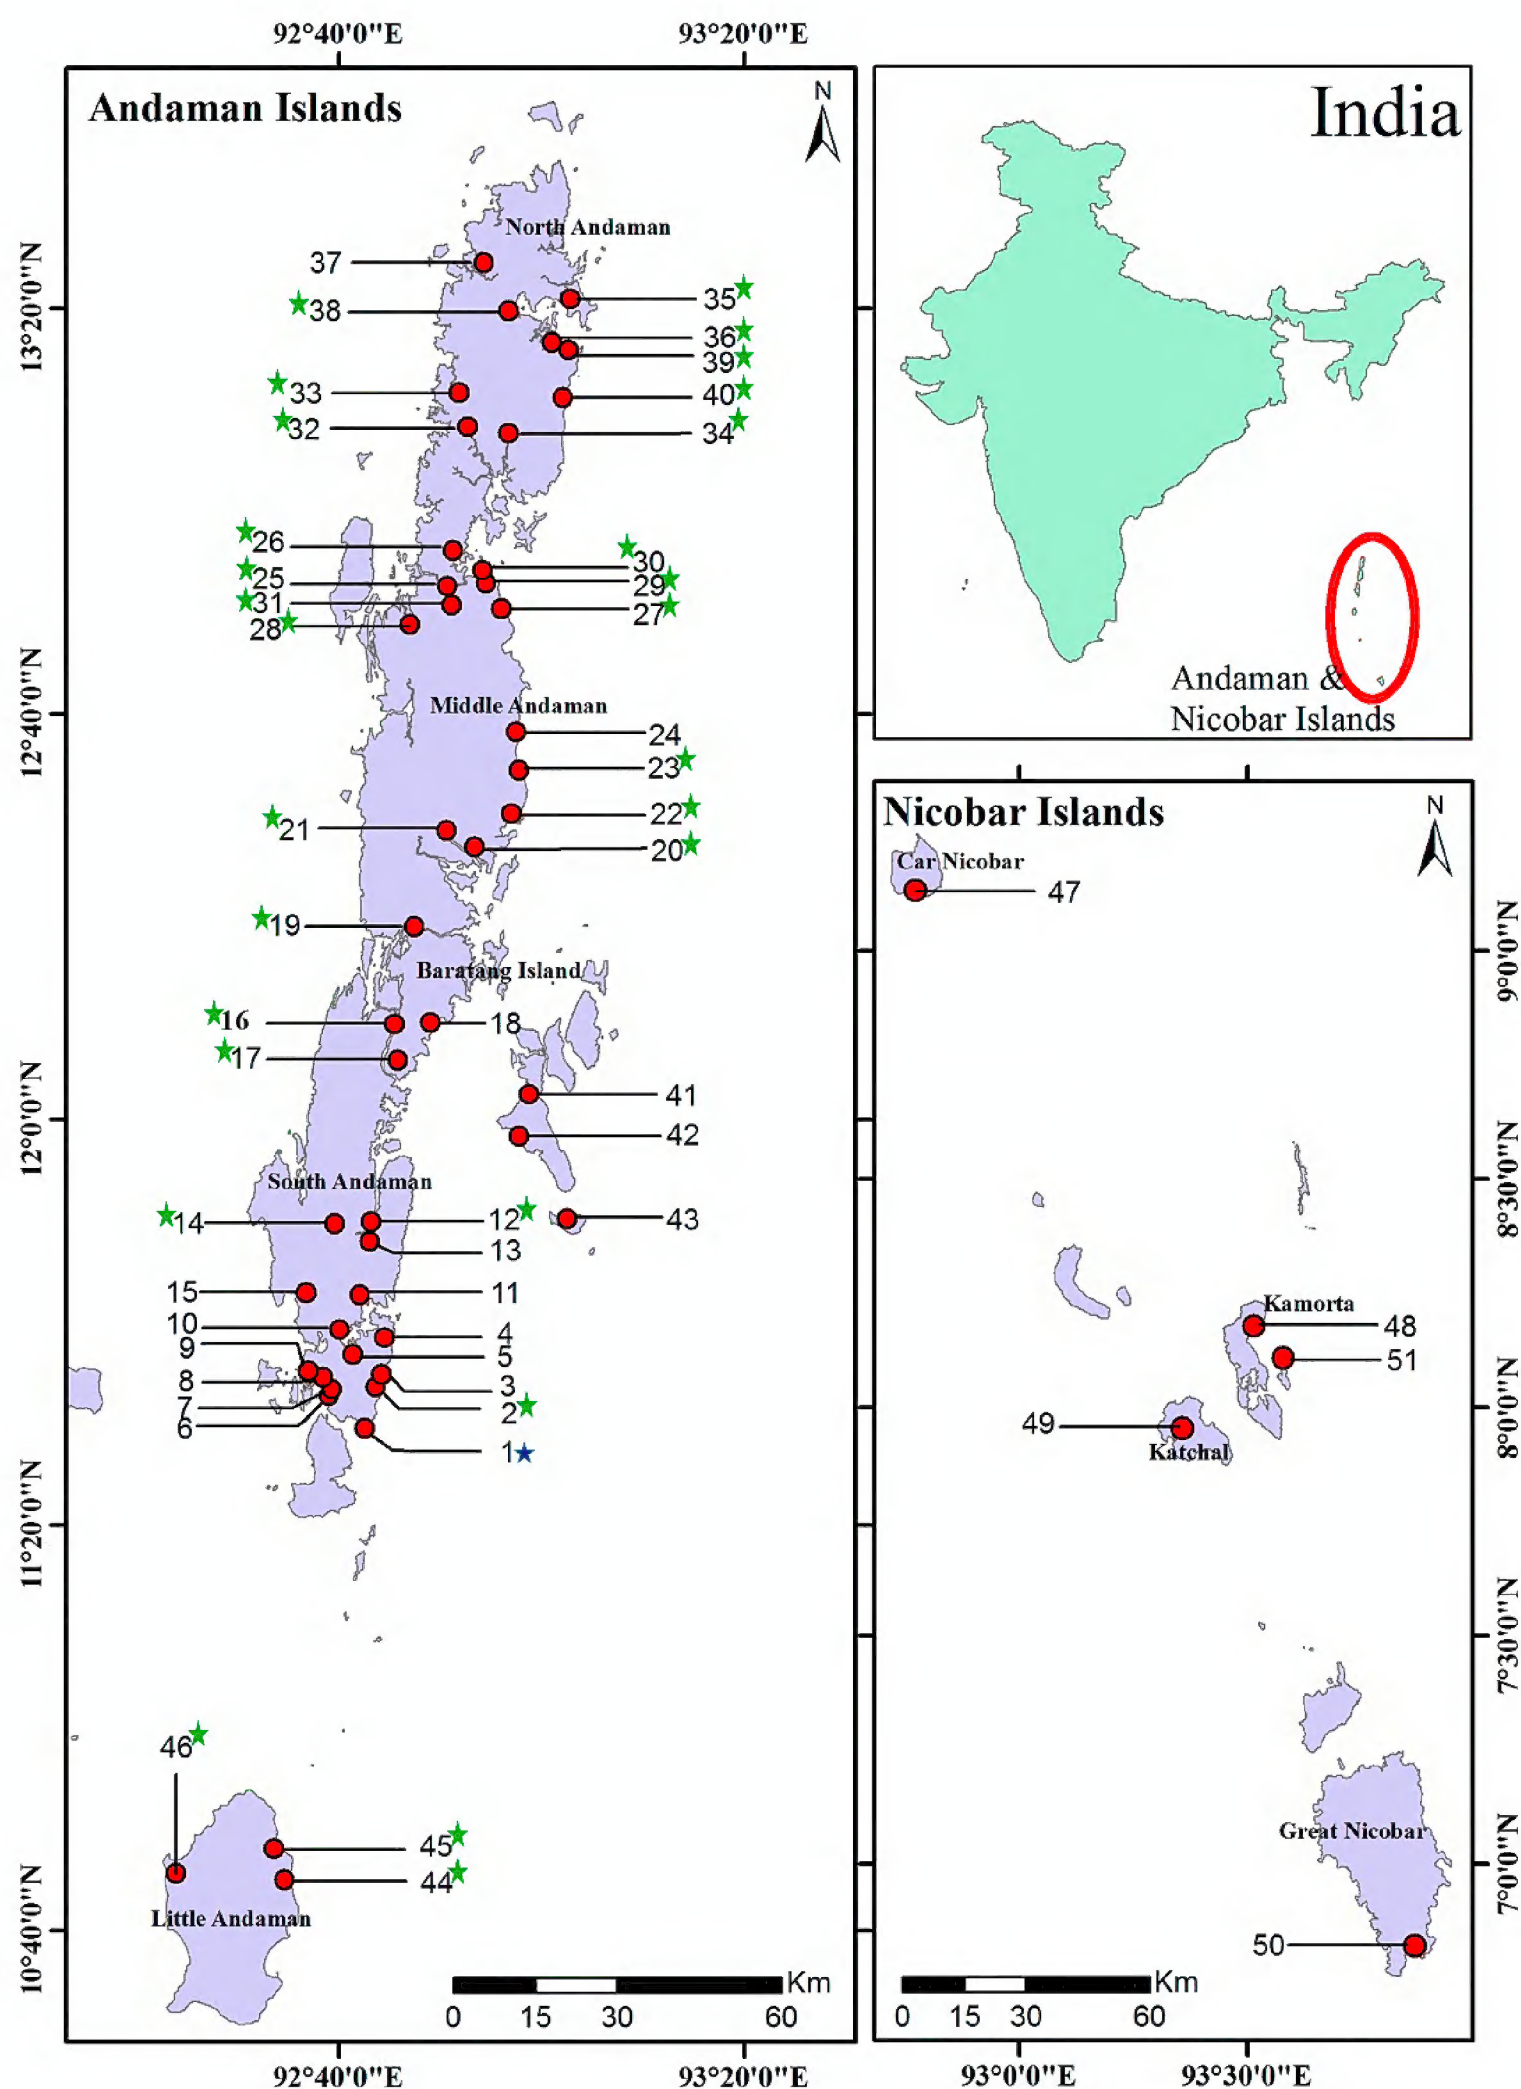 92°40'0"E
93°20'0"E
Andaman Islands
N
North Andaman
37
38
35
36
39
33
40
32
34
26
30
25
29
31
27
28
Middle Andaman
24
23
22
21
20
19
Baratang Island
16
18
17
41
42
South Andaman
14
12
43
13
15
11
10
4
9
5
8
3
7
2
6
1
46
45
44
Little Andaman
Km
0 15 30 60
13°20'0"N
12°40'0"N
12°0'0"N
11°20'0"N
10°40'0"N
92°40'0"E
93°20'0"E
India
Andaman &
Nicobar Islands
Nicobar Islands
N
Car Nicobar
47
Kamorta
48
51
49
Katchal
Great Nicobar
50
Km
0 15 30 60
9°0'0"N
8°30'0"N
8°0'0"N
7°30'0"N
7°0'0"N
93°0'0"E
93°30'0"E